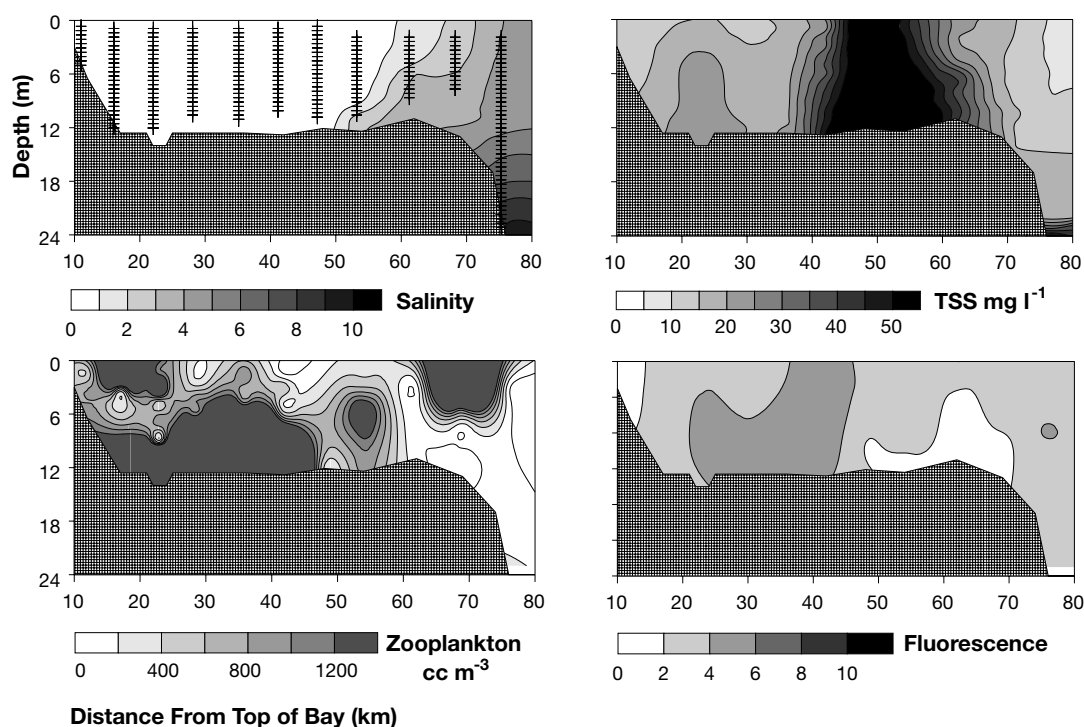 0
6
12
18
24
Depth (m)
10 20 30 40 50 60 70 80
0 2 4 6 8 10
Salinity
10 20 30 40 50 60 70 80
0 10 20 30 40 50
TSS mg l-1
0
6
12
18
24
10 20 30 40 50 60 70 80
0 400 800 1200
Zooplankton
cc m-3
10 20 30 40 50 60 70 80
0 2 4 6 8 10
Fluorescence
Distance From Top of Bay (km)